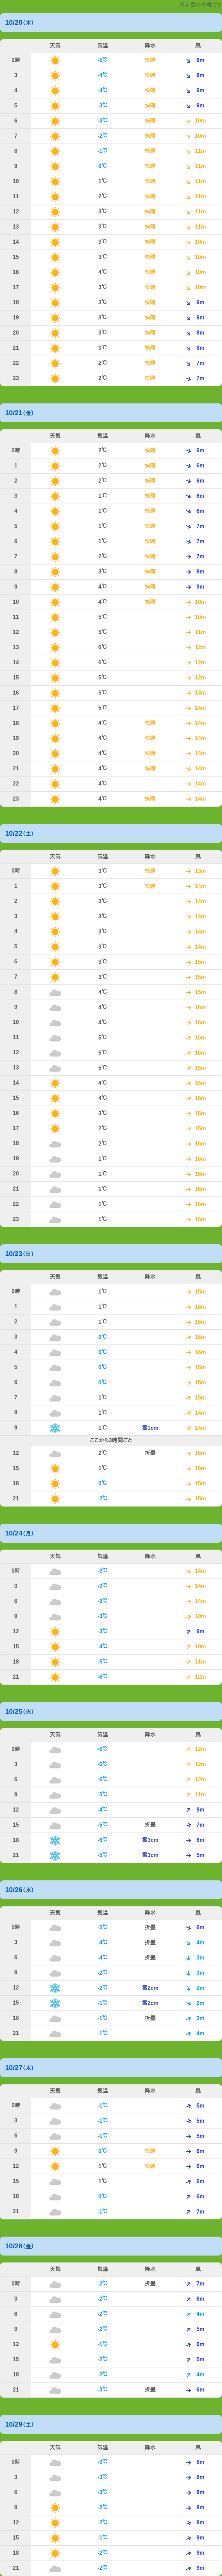 10/20(木)
天気 気温 降水 風
2時 -5℃ 快晴 8m
3 -4℃ 快晴 8m
4 -4℃ 快晴 9m
5 -3℃ 快晴 9m
6 -3℃ 快晴 10m
7 -2℃ 快晴 10m
8 -1℃ 快晴 11m
9 0℃ 快晴 11m
10 1℃ 快晴 11m
11 2℃ 快晴 11m
12 3℃ 快晴 11m
13 3℃ 快晴 11m
14 3℃ 快晴 10m
15 3℃ 快晴 10m
16 4℃ 快晴 10m
17 3℃ 快晴 10m
18 3℃ 快晴 9m
19 3℃ 快晴 9m
20 3℃ 快晴 8m
21 3℃ 快晴 8m
22 2℃ 快晴 7m
23 2℃ 快晴 7m
10/21(金)
天気 気温 降水 風
0時 2℃ 快晴 6m
1 2℃ 快晴 6m
2 2℃ 快晴 6m
3 1℃ 快晴 6m
4 1℃ 快晴 6m
5 1℃ 快晴 7m
6 1℃ 快晴 7m
7 2℃ 快晴 7m
8 3℃ 快晴 8m
9 4℃ 快晴 9m
10 4℃ 快晴 10m
11 5℃ 10m
12 5℃ 11m
13 6℃ 12m
14 6℃ 12m
15 5℃ 12m
16 5℃ 13m
17 5℃ 14m
18 4℃ 快晴 14m
19 4℃ 快晴 14m
20 4℃ 快晴 14m
21 4℃ 快晴 14m
22 4℃ 14m
23 4℃ 快晴 14m
10/22(土)
天気 気温 降水 風
0時 3℃ 快晴 13m
1 3℃ 快晴 14m
2 3℃ 14m
3 3℃ 14m
4 3℃ 14m
5 3℃ 14m
6 3℃ 15m
7 3℃ 15m
8 4℃ 15m
9 4℃ 16m
10 4℃ 16m
11 5℃ 16m
12 5℃ 16m
13 5℃ 15m
14 4℃ 15m
15 4℃ 15m
16 3℃ 15m
17 2℃ 15m
18 2℃ 16m
19 1℃ 16m
20 1℃ 16m
21 1℃ 16m
22 1℃ 16m
23 1℃ 16m
10/23(日)
天気 気温 降水 風
0時 1℃ 15m
1 1℃ 16m
2 1℃ 16m
3 0℃ 16m
4 0℃ 16m
5 0℃ 15m
6 0℃ 15m
7 1℃ 15m
8 1℃ 14m
9 1℃ 雪1cm 14m
ここから3時間ごと
12 2℃ 折曇 16m
15 1℃ 16m
18 0℃ 15m
21 -2℃ 15m
10/24(月)
天気 気温 降水 風
0時 -3℃ 14m
3 -3℃ 14m
6 -3℃ 14m
9 -3℃ 10m
12 -3℃ 9m
15 -4℃ 10m
18 -5℃ 11m
21 -6℃ 12m
10/25(火)
天気 気温 降水 風
0時 -6℃ 12m
3 -6℃ 12m
6 -6℃ 12m
9 -5℃ 11m
12 -4℃ 9m
15 -5℃ 折曇 7m
18 -6℃ 雪3cm 6m
21 -5℃ 雪3cm 5m
10/26(水)
天気 気温 降水 風
0時 -5℃ 折曇 6m
3 -4℃ 折曇 4m
6 -4℃ 折曇 3m
9 -2℃ 3m
12 -2℃ 雪2cm 2m
15 -1℃ 雪2cm 2m
18 -1℃ 折曇 3m
21 -1℃ 4m
10/27(木)
天気 気温 降水 風
0時 -1℃ 5m
3 -1℃ 5m
6 -1℃ 5m
9 0℃ 快晴 6m
12 1℃ 快晴 6m
15 1℃ 6m
18 0℃ 6m
21 -1℃ 7m
10/28(金)
天気 気温 降水 風
0時 -2℃ 折曇 7m
3 -2℃ 6m
6 -2℃ 4m
9 -2℃ 5m
12 -1℃ 6m
15 -2℃ 5m
18 -2℃ 4m
21 -3℃ 折曇 6m
10/29(土)
天気 気温 降水 風
0時 -3℃ 8m
3 -3℃ 8m
6 -3℃ 8m
9 -2℃ 8m
12 -2℃ 8m
15 -1℃ 9m
18 -2℃ 9m
21 -2℃ 9m